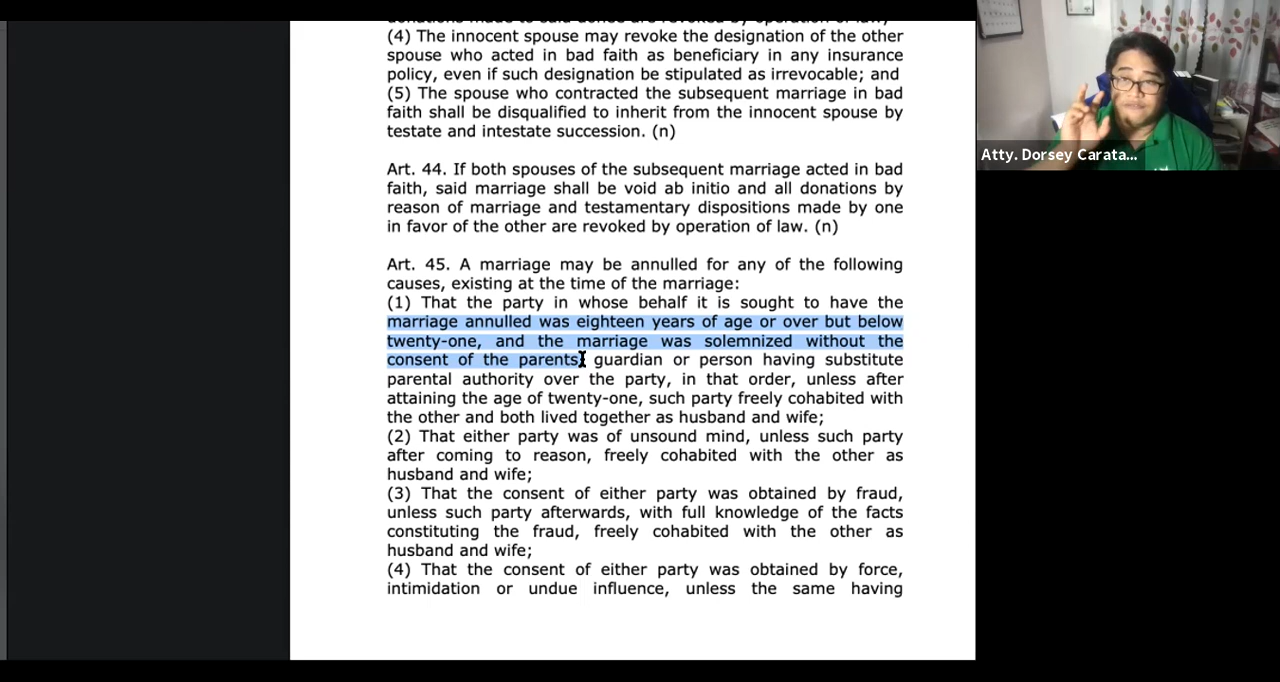 donations made to said donee are revoked by operation of law;
(4) The innocent spouse may revoke the designation of the other
spouse who acted in bad faith as beneficiary in any insurance
policy, even if such designation be stipulated as irrevocable; and
(5) The spouse who contracted the subsequent marriage in bad
faith shall be disqualified to inherit from the innocent spouse by
testate and intestate succession. (n)
Art. 44. If both spouses of the subsequent marriage acted in bad
faith, said marriage shall be void ab initio and all donations by
reason of marriage and testamentary dispositions made by one
in favor of the other are revoked by operation of law. (n)
Art. 45. A marriage may be annulled for any of the following
causes, existing at the time of the marriage:
(1) That the party in whose behalf it is sought to have the
marriage annulled was eighteen years of age or over but below
twenty-one, and the marriage was solemnized without the
consent of the parents, guardian or person having substitute
parental authority over the party, in that order, unless after
attaining the age of twenty-one, such party freely cohabited with
the other and both lived together as husband and wife;
(2) That either party was of unsound mind, unless such party
after coming to reason, freely cohabited with the other as
husband and wife;
(3) That the consent of either party was obtained by fraud,
unless such party afterwards, with full knowledge of the facts
constituting the fraud, freely cohabited with the other as
husband and wife;
(4) That the consent of either party was obtained by force,
intimidation or undue influence, unless the same having
Atty. Dorsey Carata...